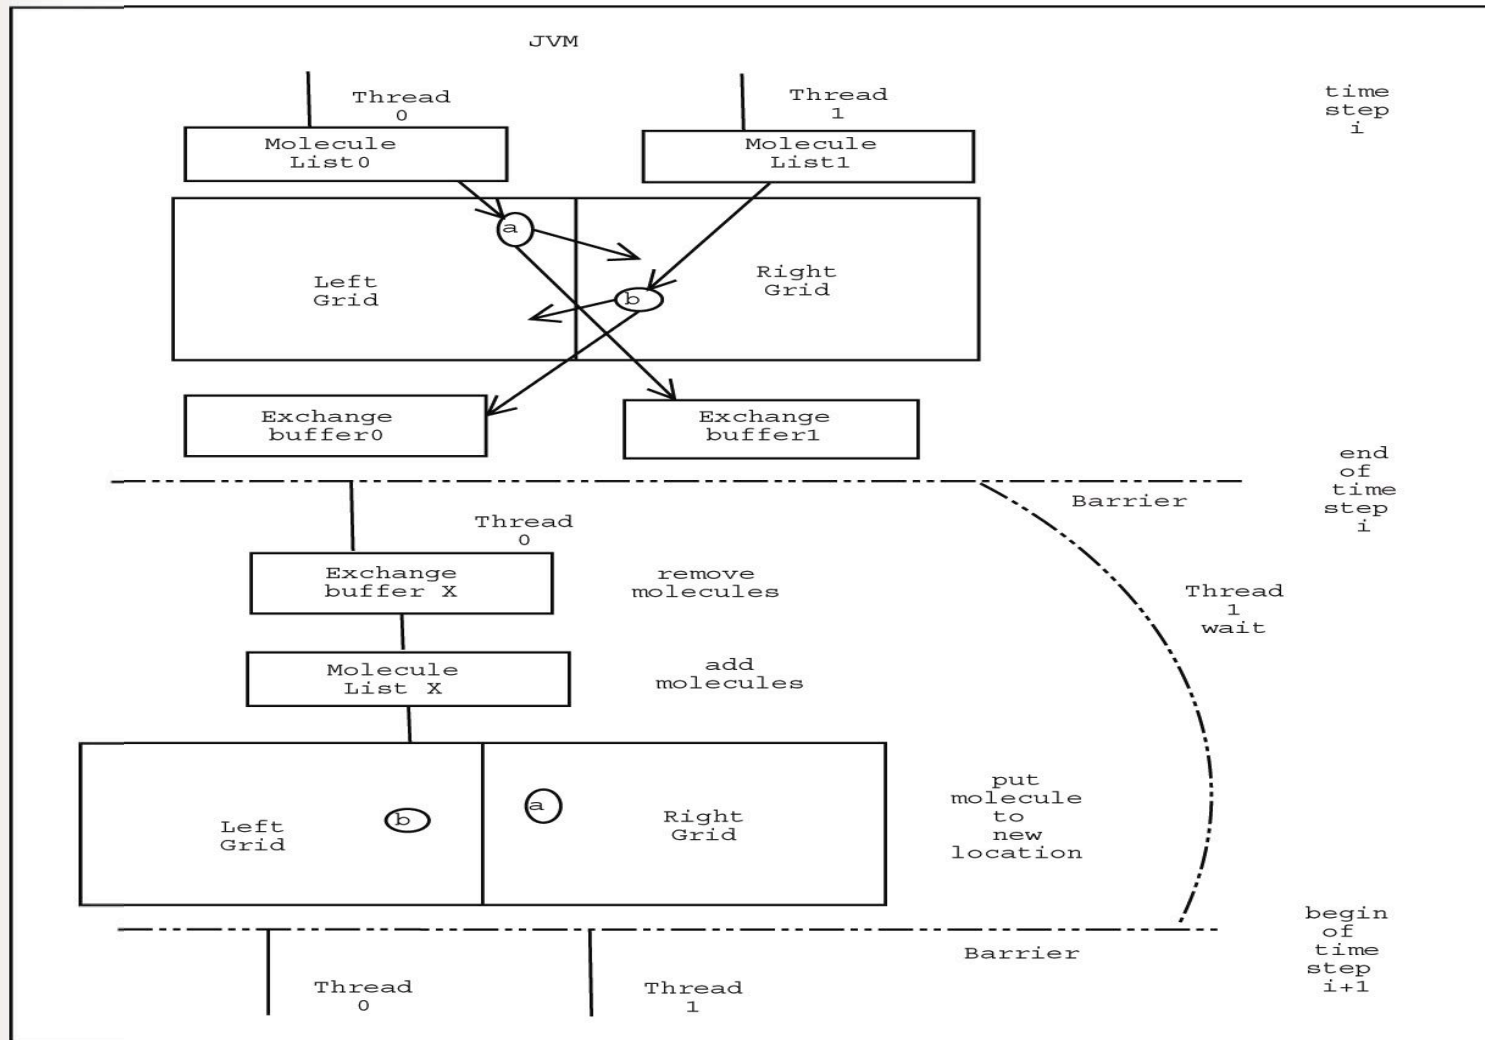 JVM
Thread
0
Thread
1
time
step
i
Molecule
List0
Molecule
List1
a
b
Left
Grid
Right
Grid
Exchange
buffer0
Exchange
buffer1
end
of
time
step
i
Barrier
Thread
0
Exchange
buffer X
remove
molecules
Thread
1
wait
Molecule
List X
add
molecules
Left
Grid
b
a
Right
Grid
put
molecule
to
new
location
begin
of
time
step
i+1
Barrier
Thread
0
Thread
1